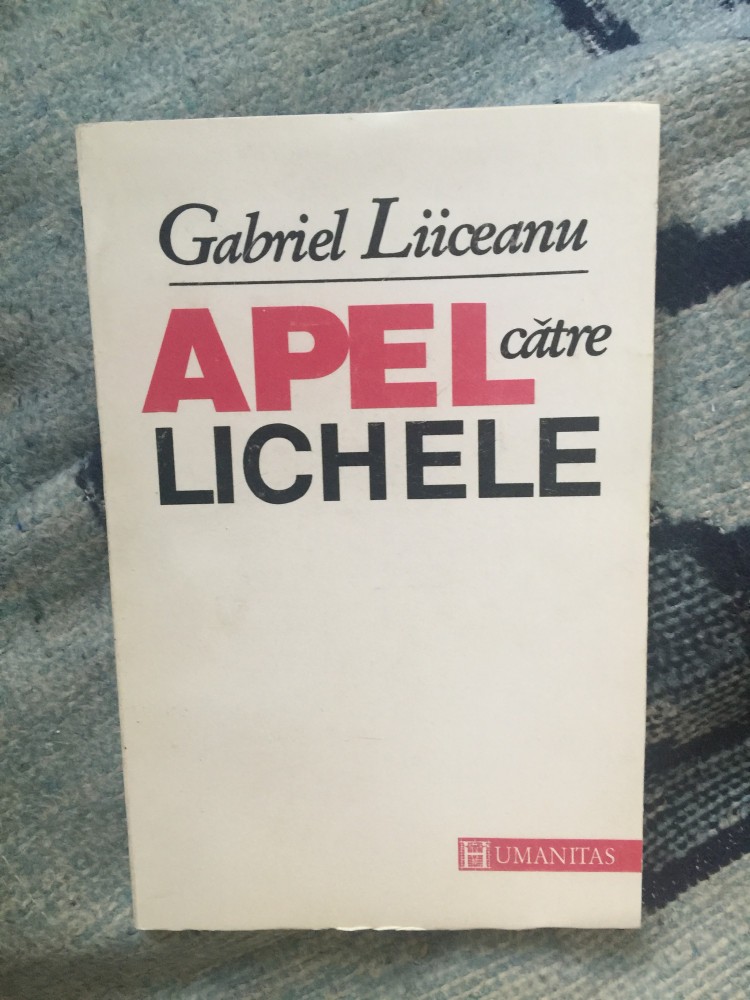 Gabriel Liiceanu
APEL către
LICHELE
HUMANITAS